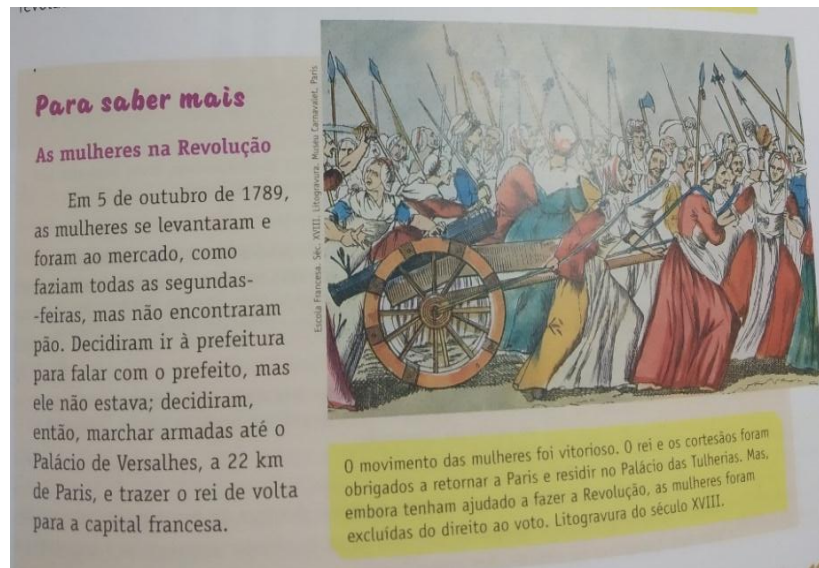 Para saber mais
As mulheres na Revolução
Em 5 de outubro de 1789,
as mulheres se levantaram e
foram ao mercado, como
faziam todas as segundas-
-feiras, mas não encontraram
pão. Decidiram ir à prefeitura
para falar com o prefeito, mas
ele não estava; decidiram,
então, marchar armadas até o
Palácio de Versalhes, a 22 km
de Paris, e trazer o rei de volta
para a capital francesa.
Escola Francesa. Séc. XVIII. Litogravura. Museu Carnavalet, Paris
O movimento das mulheres foi vitorioso. O rei e os cortesãos foram
obrigados a retornar a Paris e residir no Palácio das Tulherias. Mas,
embora tenham ajudado a fazer a Revolução, as mulheres foram
excluídas do direito ao voto. Litogravura do século XVIII.